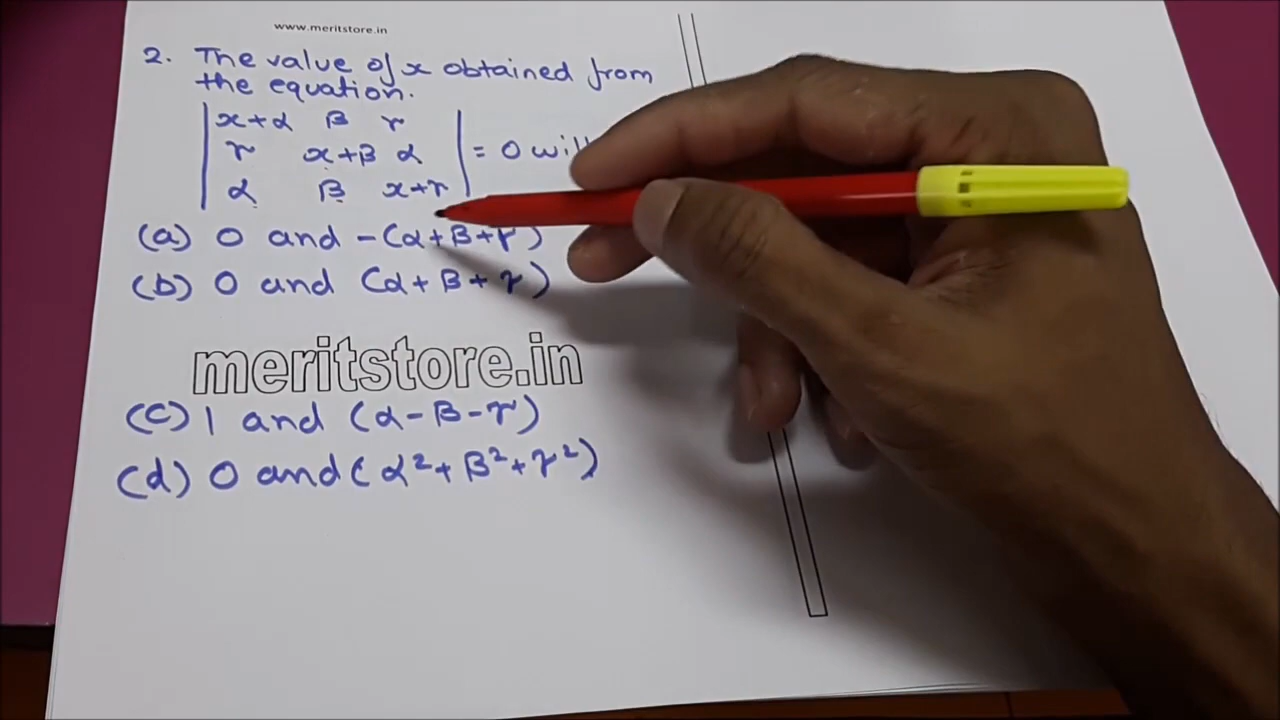 www.meritstore.in
2. The value of x obtained from
the equation.
| x+α β γ |
| γ x+β α | = 0 will
| α β x+γ |
(a) 0 and -(α+β+γ)
(b) 0 and (α+β+γ)
meritstore.in
(c) 1 and (α-β-γ)
(d) 0 and (α²+β²+γ²)